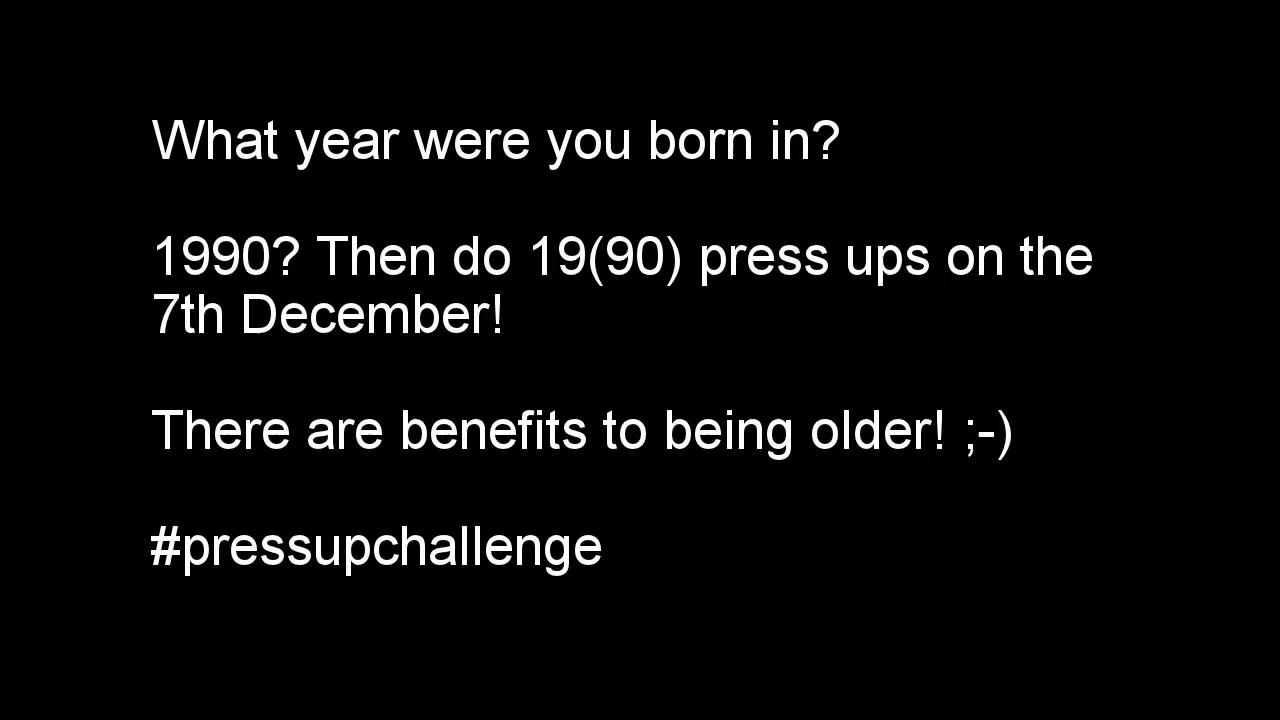 What year were you born in?
1990? Then do 19(90) press ups on the
7th December!
There are benefits to being older! ;-)
#pressupchallenge